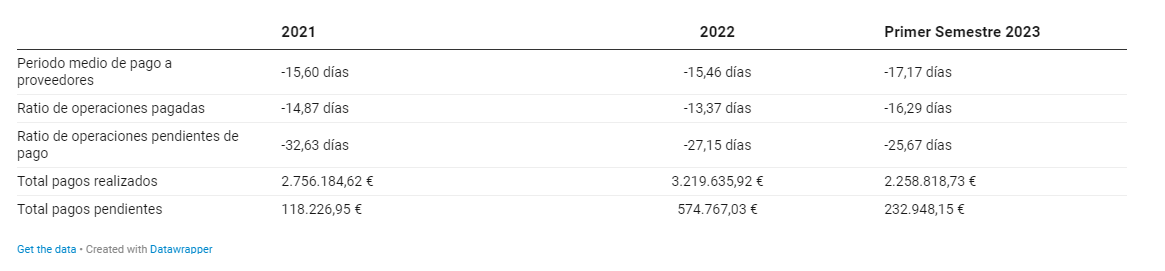 2021 2022 Primer Semestre 2023
Periodo medio de pago a
proveedores -15,60 días -15,46 días -17,17 días
Ratio de operaciones pagadas -14,87 días -13,37 días -16,29 días
Ratio de operaciones pendientes de
pago -32,63 días -27,15 días -25,67 días
Total pagos realizados 2.756.184,62 € 3.219.635,92 € 2.258.818,73 €
Total pagos pendientes 118.226,95 € 574.767,03 € 232.948,15 €
Get the data • Created with Datawrapper